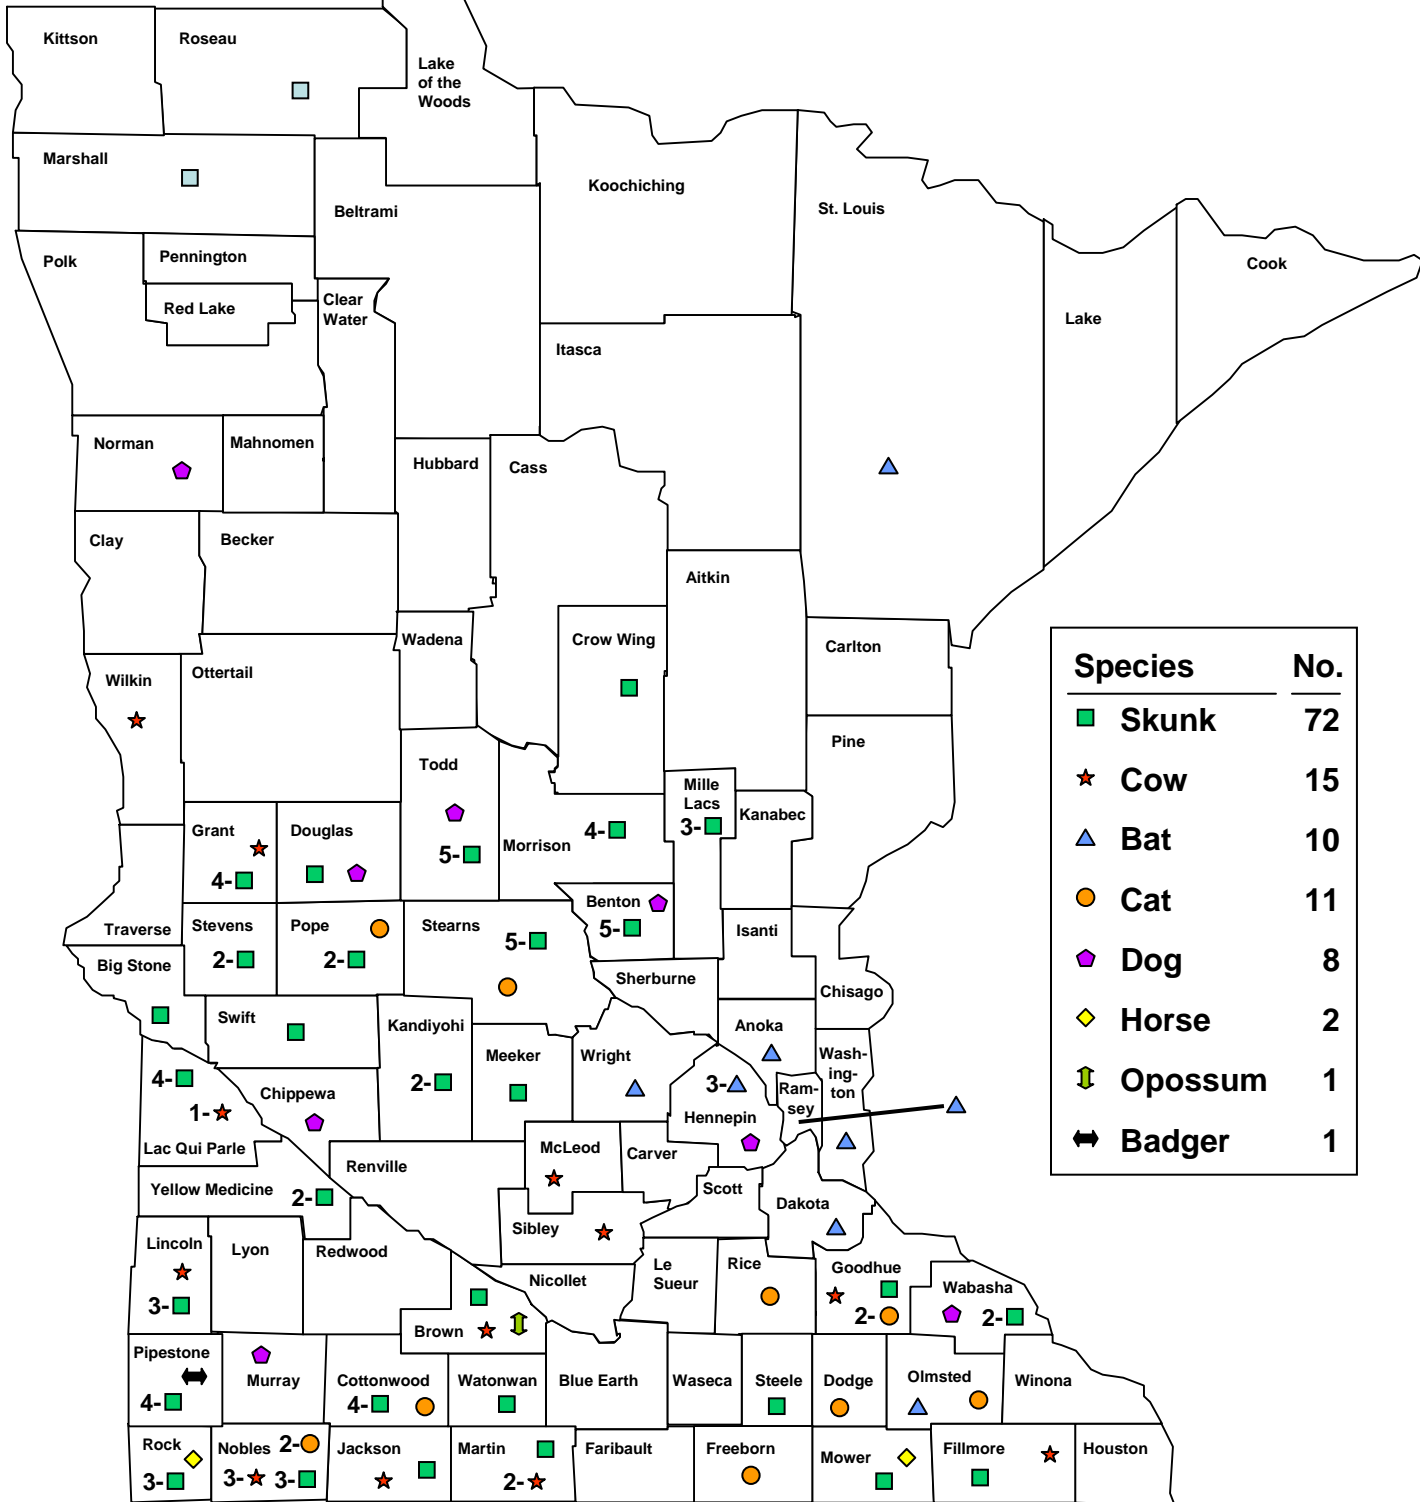 Kittson
Roseau
Lake
of the
Woods
Marshall
Koochiching
Beltrami
St. Louis
Polk
Pennington
Cook
Red Lake
Clear
Water
Lake
Itasca
Norman
Mahnomen
Hubbard
Cass
Clay
Becker
Aitkin
Wadena
Crow Wing
Carlton
Wilkin
Ottertail
Pine
Todd
Mille
Lacs
3-
Kanabec
Grant
4-
Douglas
5-
Morrison
4-
Traverse
Stevens
2-
Pope
2-
Stearns
5-
Benton
5-
Isanti
Big Stone
Sherburne
Chisago
Swift
Kandiyohi
2-
Meeker
Wright
Anoka
Wash-
ing-
ton
4-
1-
Lac Qui Parle
Chippewa
3-
Hennepin
Ram-
sey
McLeod
Carver
Renville
Scott
Yellow Medicine
2-
Dakota
Sibley
Lincoln
3-
Lyon
Redwood
Nicollet
Le
Sueur
Rice
Goodhue
2-
Wabasha
2-
Brown
Pipestone
4-
Murray
Cottonwood
4-
Watonwan
Blue Earth
Waseca
Steele
Dodge
Olmsted
Winona
Rock
3-
Nobles
2-
3-
3-
Jackson
Martin
2-
Faribault
Freeborn
Mower
Fillmore
Houston
Species No.
Skunk 72
Cow 15
Bat 10
Cat 11
Dog 8
Horse 2
Opossum 1
Badger 1